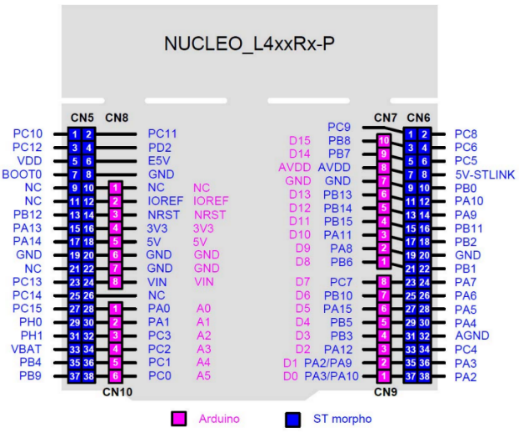 NUCLEO_L4xxRx-P
CN5 CN8 CN7 CN6
PC9
PC10 1 2 PC11 D15 PB8 10 1 2 PC8
PC12 3 4 PD2 D14 PB7 9 3 4 PC6
VDD 5 6 E5V AVDD AVDD 8 5 6 PC5
BOOT0 7 8 GND GND GND 7 7 8 5V-STLINK
NC 9 10 1 NC NC D13 PB13 6 9 10 PB0
NC 11 12 2 IOREF IOREF D12 PB14 5 11 12 PA10
PB12 13 14 3 NRST NRST D11 PB15 4 13 14 PA9
PA13 15 16 4 3V3 3V3 D10 PA11 3 15 16 PB11
PA14 17 18 5 5V 5V D9 PA8 2 17 18 PB2
GND 19 20 6 GND GND D8 PB6 1 19 20 GND
NC 21 22 7 GND GND 21 22 PB1
PC13 23 24 8 VIN VIN D7 PC7 8 23 24 PA7
PC14 25 26 NC D6 PB10 7 25 26 PA6
PC15 27 28 1 PA0 A0 D5 PA15 6 27 28 PA5
PH0 29 30 2 PA1 A1 D4 PB5 5 29 30 PA4
PH1 31 32 3 PC3 A2 D3 PB3 4 31 32 AGND
VBAT 33 34 4 PC2 A3 D2 PA12 3 33 34 PC4
PB4 35 36 5 PC1 A4 D1 PA2/PA9 2 35 36 PA3
PB9 37 38 6 PC0 A5 D0 PA3/PA10 1 37 38 PA2
CN10 CN9
Arduino ST morpho